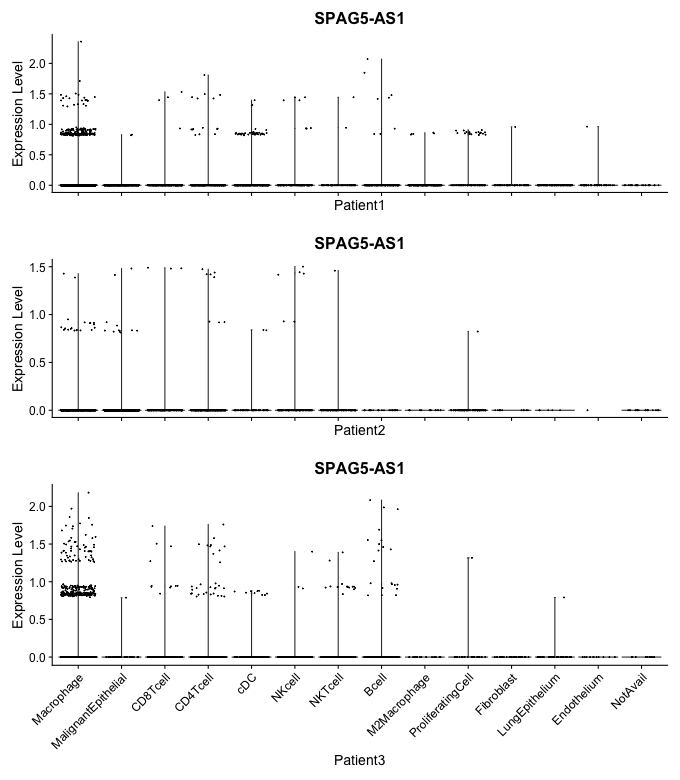 SPAG5-AS1
Expression Level
2.0
1.5
1.0
0.5
0.0
Patient1
SPAG5-AS1
Expression Level
1.5
1.0
0.5
0.0
Patient2
SPAG5-AS1
Expression Level
2.0
1.5
1.0
0.5
0.0
Macrophage
MalignantEpithelial
CD8Tcell
CD4Tcell
cDC
NKcell
NKTcell
Bcell
M2Macrophage
ProliferatingCell
Fibroblast
LungEpithelium
Endothelium
NotAvail
Patient3